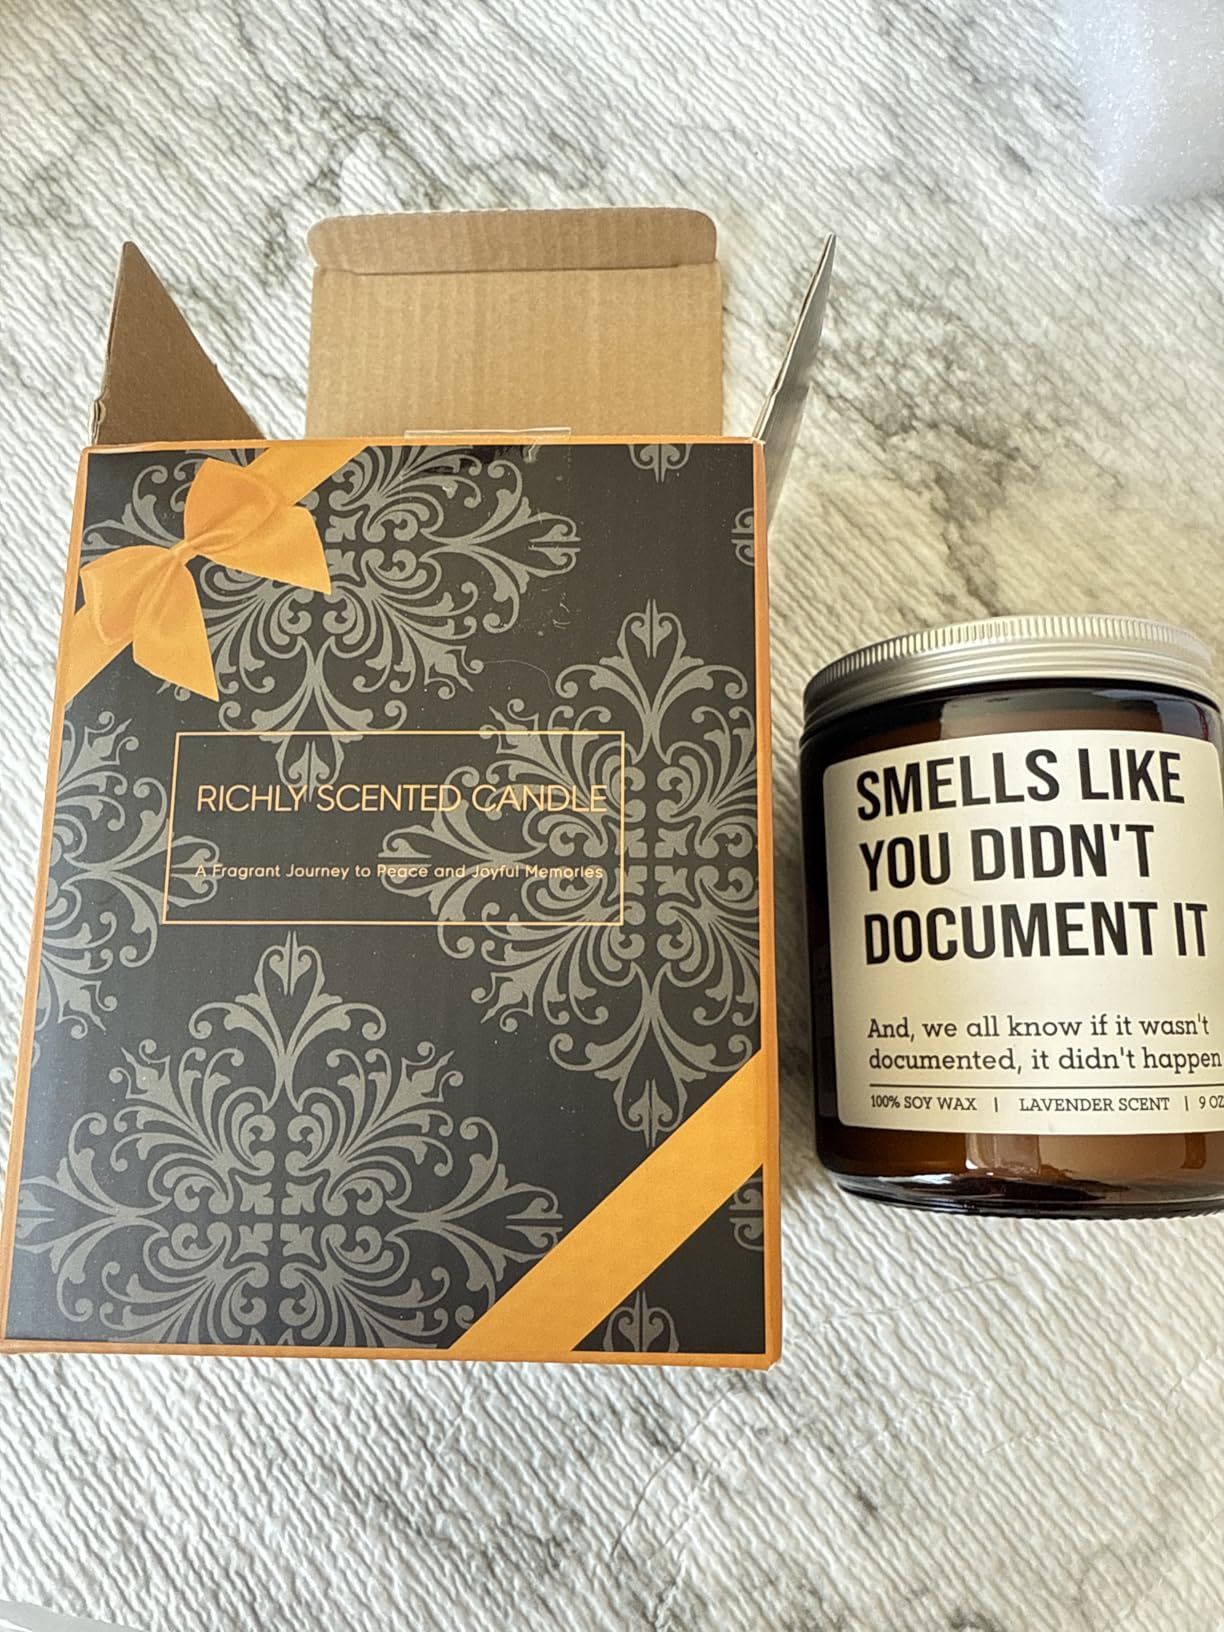 RICHLY SCENTED CANDLE
A Fragrant Journey to Peace and Joyful Memories
SMELLS LIKE
YOU DIDN'T
DOCUMENT IT
And, we all know if it wasn't
documented, it didn't happen
100% SOY WAX | LAVENDER SCENT | 9 OZ